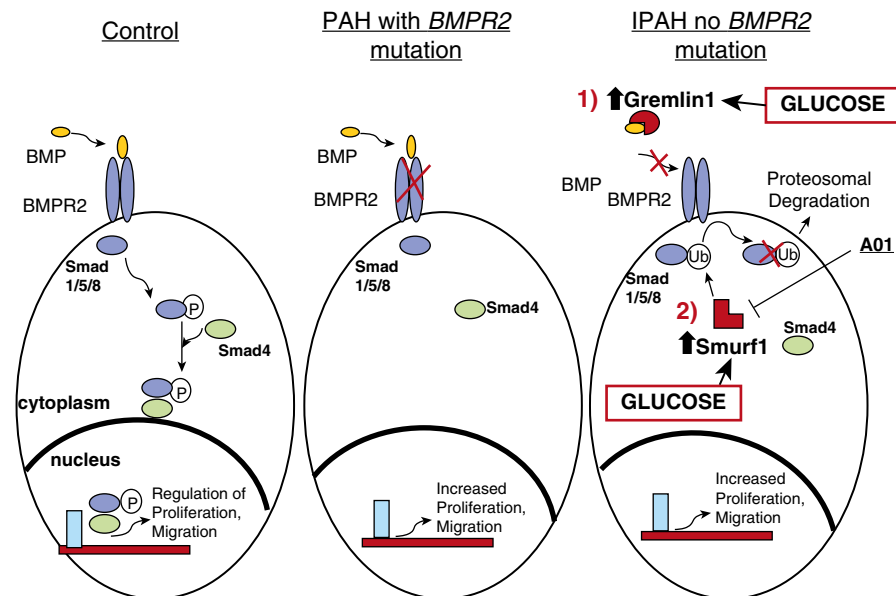 Control
BMP
BMPR2
Smad
1/5/8
P
Smad4
P
cytoplasm
nucleus
P
Regulation of
Proliferation,
Migration
PAH with BMPR2
mutation
BMP
BMPR2
Smad
1/5/8
Smad4
Increased
Proliferation,
Migration
IPAH no BMPR2
mutation
1) Gremlin1
GLUCOSE
BMP
BMPR2
Proteosomal
Degradation
A01
Ub
Ub
Smad
1/5/8
2)
Smurf1
Smad4
GLUCOSE
Increased
Proliferation,
Migration